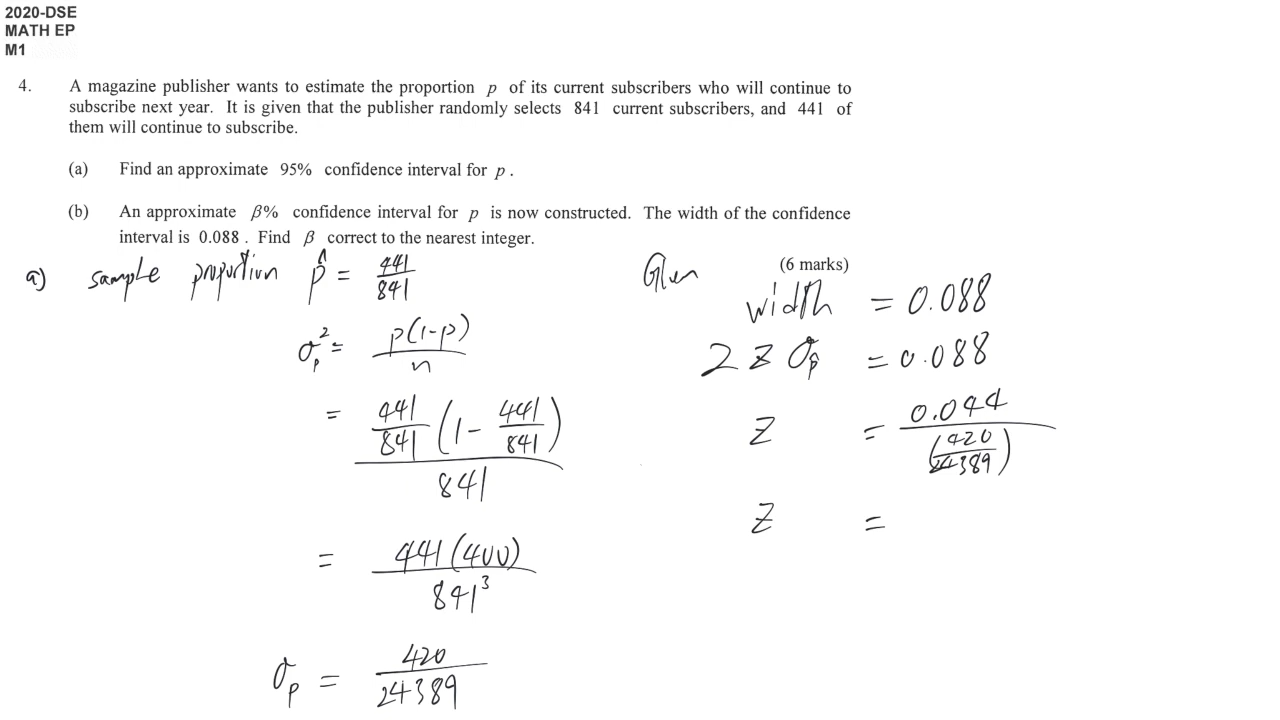 2020-DSE
MATH EP
M1
4. A magazine publisher wants to estimate the proportion p of its current subscribers who will continue to
subscribe next year. It is given that the publisher randomly selects 841 current subscribers, and 441 of
them will continue to subscribe.
(a) Find an approximate 95% confidence interval for p .
(b) An approximate β% confidence interval for p is now constructed. The width of the confidence
interval is 0.088 . Find β correct to the nearest integer.
(6 marks)
a) sample proportion p̂ = 441/841
σ_p² = p(1-p)/n
= 441/841 (1 - 441/841) / 841
= 441(400)/841³
σ_p = 420/24389
Given
width = 0.088
2 z σ_p̂ = 0.088
z = 0.044/(420/24389)
z =